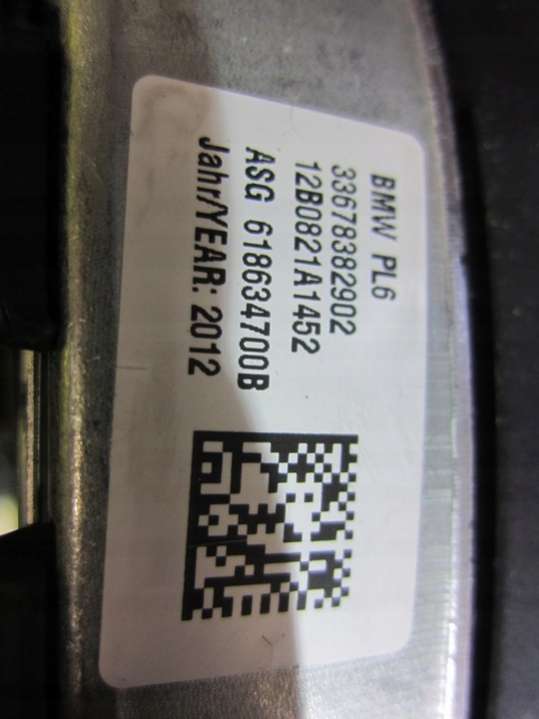 BMW PL6
33678382902
12B0821A1452
ASG 618634700B
Jahr/YEAR: 2012